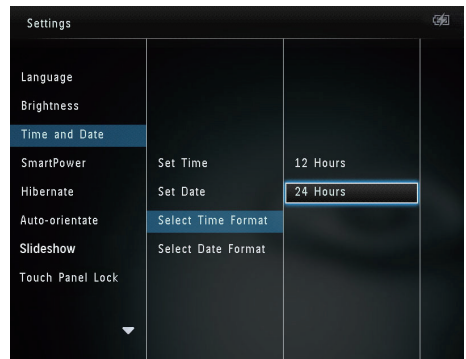 Settings
Language
Brightness
Time and Date
SmartPower
Hibernate
Auto-orientate
Slideshow
Touch Panel Lock
Set Time
Set Date
Select Time Format
Select Date Format
12 Hours
24 Hours